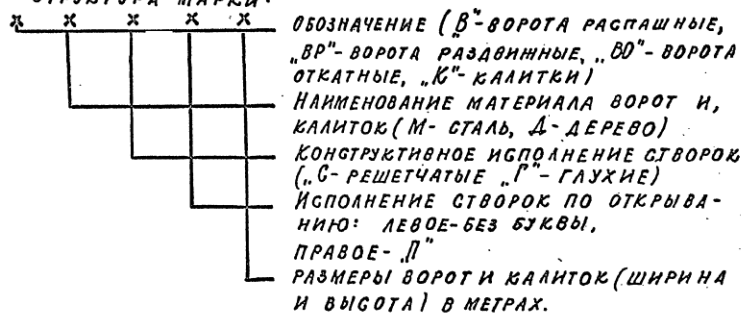 СТРУКТУРА МАРКИ:
X X X X X
ОБОЗНАЧЕНИЕ („В"-ВОРОТА РАСПАШНЫЕ,
„ВР"-ВОРОТА РАЗДВИЖНЫЕ, „ВО"-ВОРОТА
ОТКАТНЫЕ, „К"-КАЛИТКИ)
НАИМЕНОВАНИЕ МАТЕРИАЛА ВОРОТ И,
КАЛИТОК (М- СТАЛЬ, Д- ДЕРЕВО)
КОНСТРУКТИВНОЕ ИСПОЛНЕНИЕ СТВОРОК
(„С- РЕШЕТЧАТЫЕ „Г"- ГЛУХИЕ)
ИСПОЛНЕНИЕ СТВОРОК ПО ОТКРЫВА-
НИЮ: ЛЕВОЕ-БЕЗ БУКВЫ,
ПРАВОЕ- „П"
РАЗМЕРЫ ВОРОТ И КАЛИТОК (ШИРИНА
И ВЫСОТА) В МЕТРАХ.